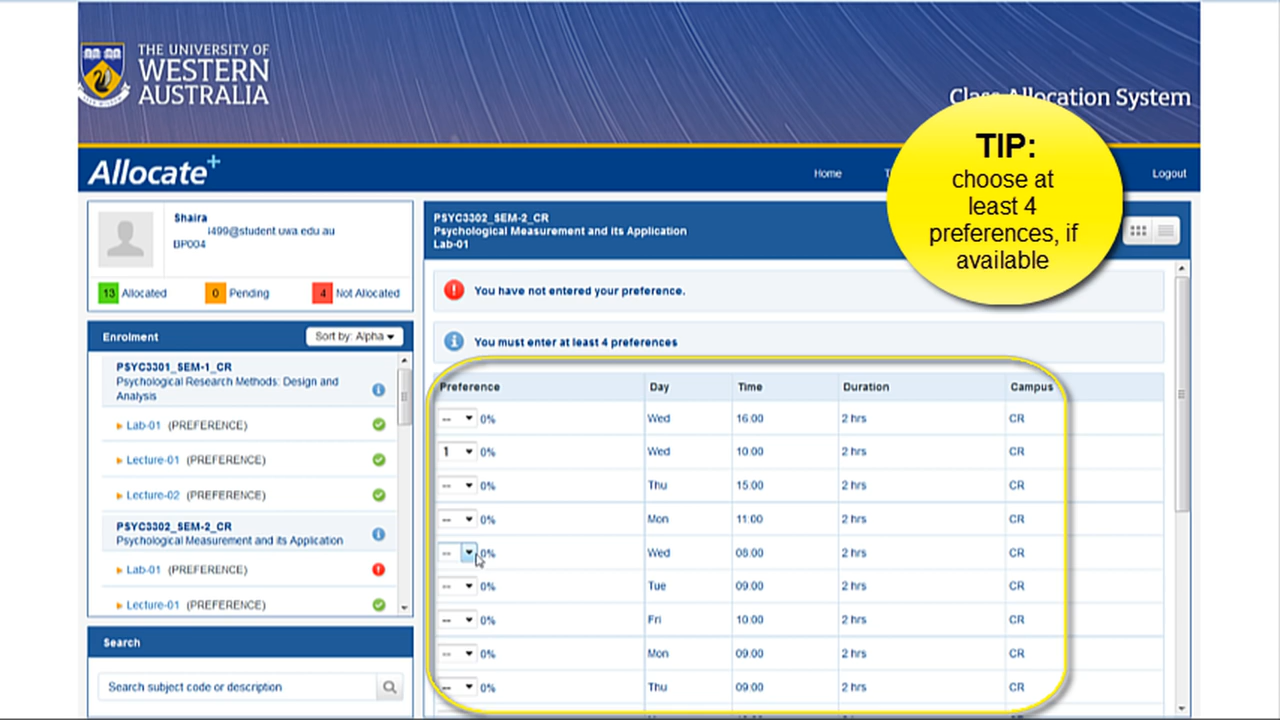 THE UNIVERSITY OF
WESTERN
AUSTRALIA
Class Allocation System
TIP:
choose at
least 4
preferences, if
available
Allocate+
Home
Logout
Shaira
i499@student.uwa.edu.au
BP004
13 Allocated
0 Pending
4 Not Allocated
Enrolment
Sort by: Alpha
PSYC3301_SEM-1_CR
Psychological Research Methods: Design and
Analysis
Lab-01 (PREFERENCE)
Lecture-01 (PREFERENCE)
Lecture-02 (PREFERENCE)
PSYC3302_SEM-2_CR
Psychological Measurement and its Application
Lab-01 (PREFERENCE)
Lecture-01 (PREFERENCE)
Search
Search subject code or description
PSYC3302_SEM-2_CR
Psychological Measurement and its Application
Lab-01
You have not entered your preference.
You must enter at least 4 preferences
Preference Day Time Duration Campus
-- 0% Wed 16:00 2 hrs CR
1 0% Wed 10:00 2 hrs CR
-- 0% Thu 15:00 2 hrs CR
-- 0% Mon 11:00 2 hrs CR
-- 0% Wed 08:00 2 hrs CR
-- 0% Tue 09:00 2 hrs CR
-- 0% Fri 10:00 2 hrs CR
-- 0% Mon 09:00 2 hrs CR
-- 0% Thu 09:00 2 hrs CR